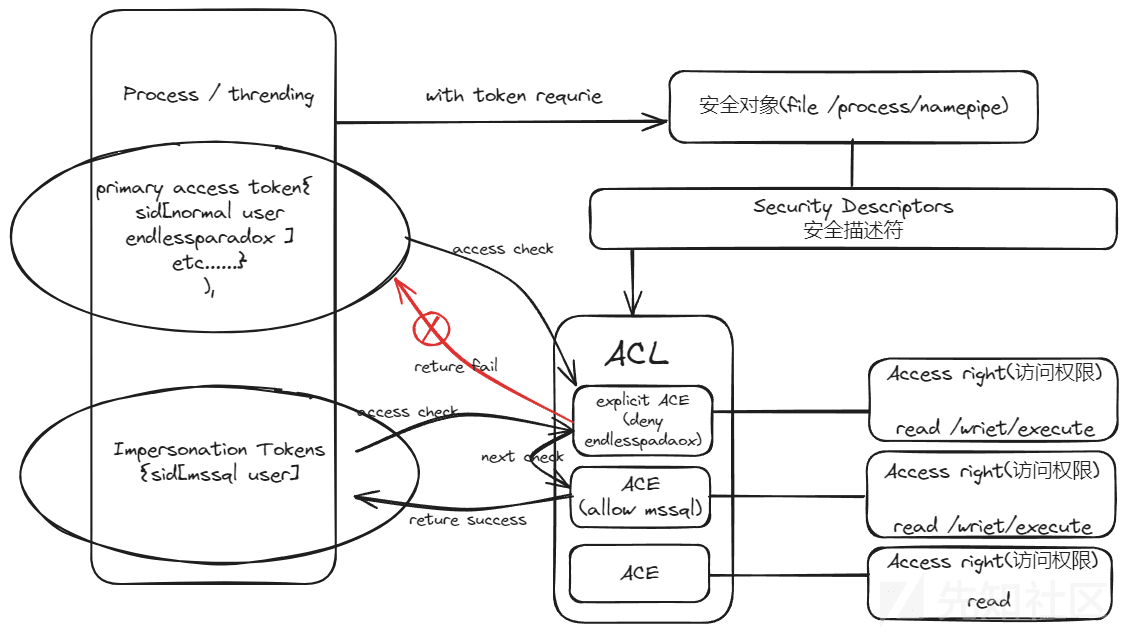 Process / thrending
with token requrie
安全对象(file /process/namepipe)
primary access token{
sid[normal user
endlessparadox ]
etc......}
),
Security Descriptors
安全描述符
access check
reture fail
ACL
explicit ACE
(deny
endlesspadaox)
Access right(访问权限)
read /wriet/execute
Impersonation Tokens
{sid[mssql user]
access check
next check
reture success
ACE
(allow mssql)
Access right(访问权限)
read /wriet/execute
ACE
Access right(访问权限)
read
先知社区